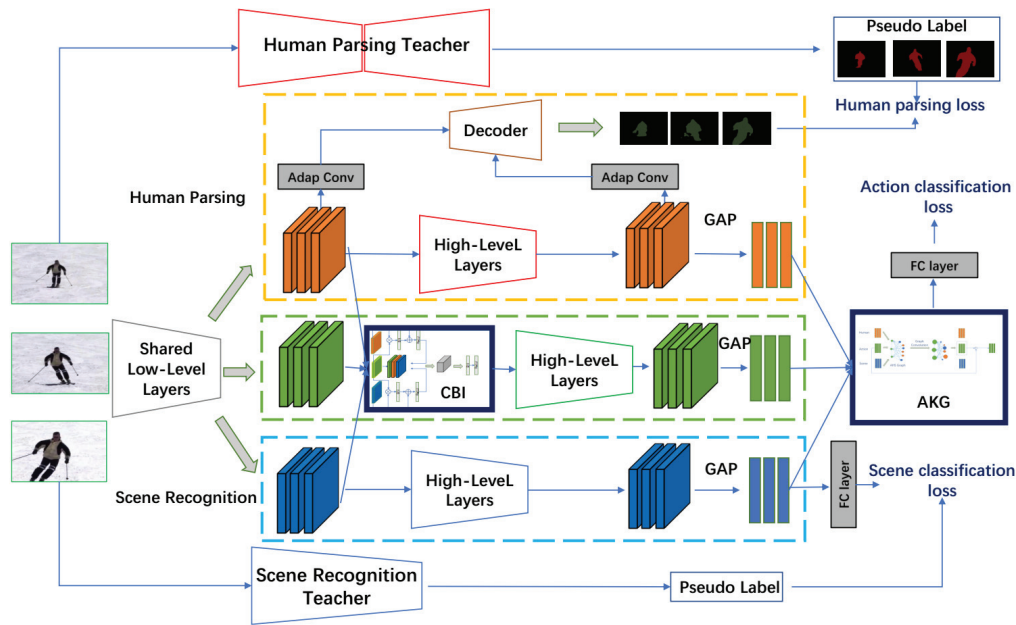 Human Parsing Teacher
Pseudo Label
Human parsing loss
Decoder
Adap Conv
Adap Conv
Human Parsing
GAP
High-LeveL
Layers
Action classification
loss
FC layer
Shared
Low-Level
Layers
CBI
High-LeveL
Layers
GAP
AKG
Scene Recognition
High-LeveL
Layers
GAP
FC layer
Scene classification
loss
Scene Recognition
Teacher
Pseudo Label